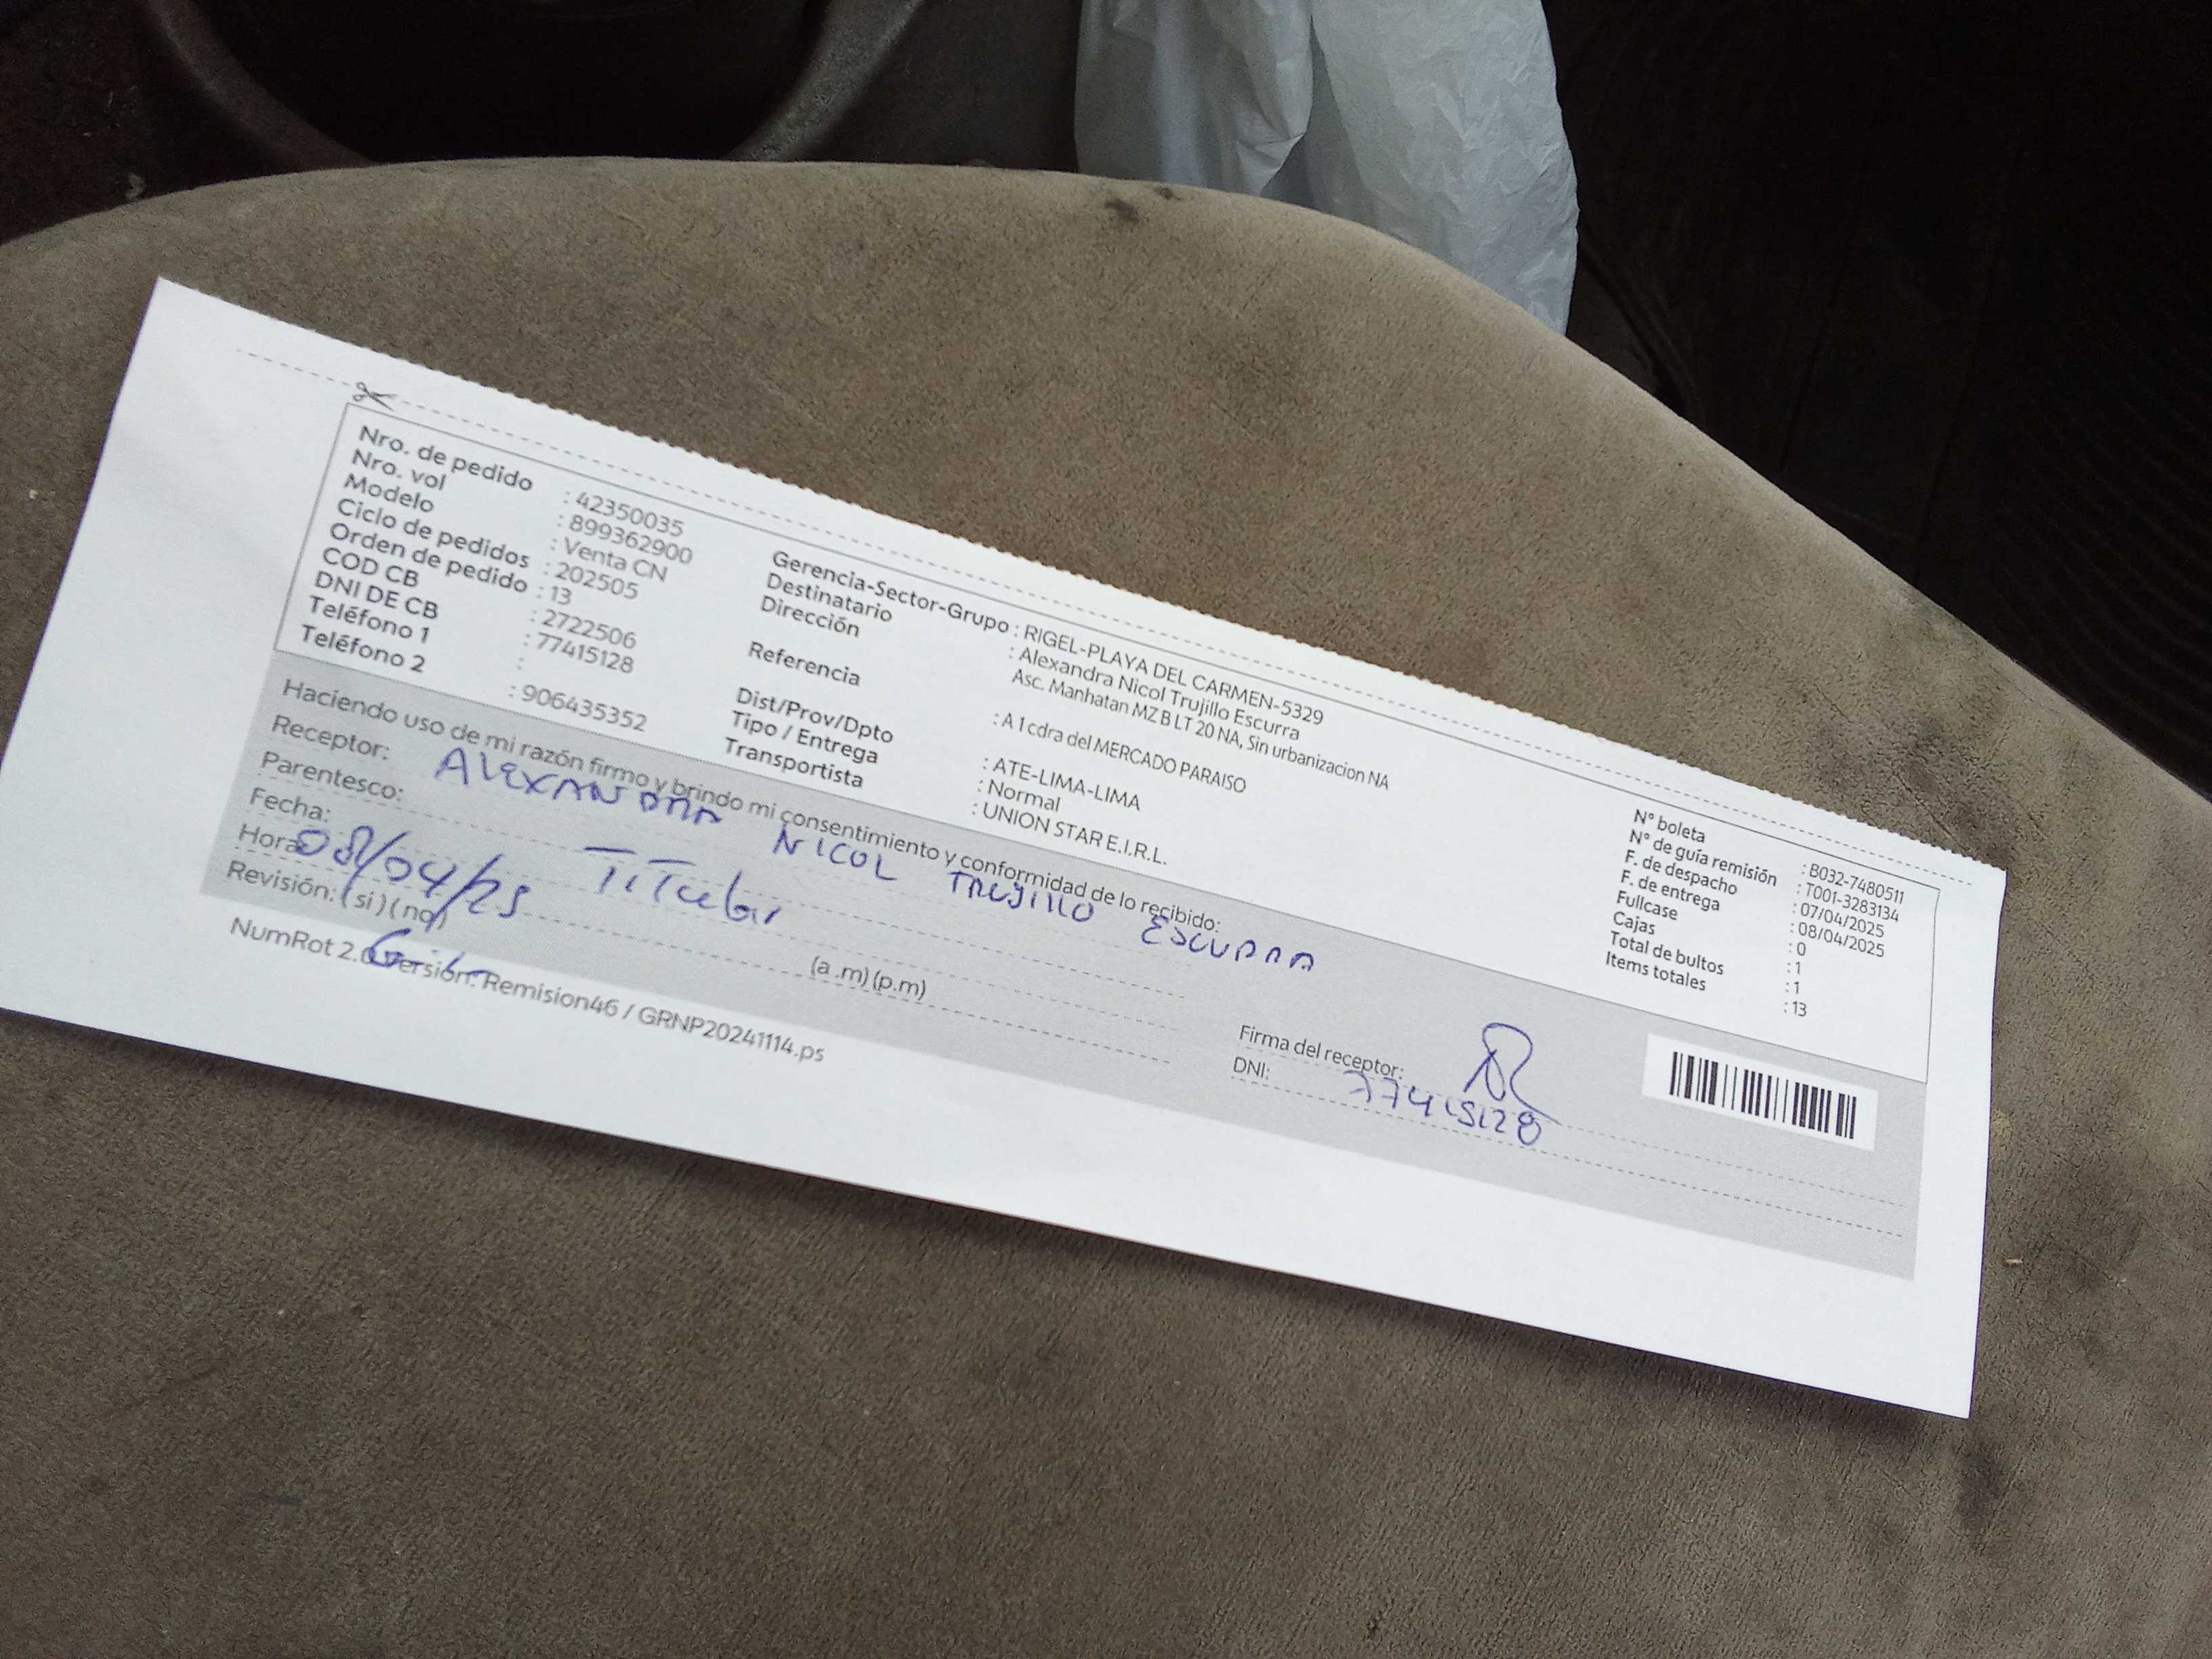 Nro. de pedido : 42350035
Nro. vol : 899362900
Modelo : Venta CN
Ciclo de pedidos : 202505
Orden de pedido : 13
COD CB : 2722506
DNI DE CB : 77415128
Teléfono 1 :
Teléfono 2 : 906435352
Gerencia-Sector-Grupo : RIGEL-PLAYA DEL CARMEN-5329
Destinatario : Alexandra Nicol Trujillo Escurra
Dirección Asc. Manhatan MZ B LT 20 NA, Sin urbanizacion NA
Referencia : A 1 cdra del MERCADO PARAISO
Dist/Prov/Dpto : ATE-LIMA-LIMA
Tipo / Entrega : Normal
Transportista : UNION STAR E.I.R.L.
N° boleta : B032-7480511
N° de guía remisión : T001-3283134
F. de despacho : 07/04/2025
F. de entrega : 08/04/2025
Fullcase : 0
Cajas : 1
Total de bultos : 1
Items totales : 13
Haciendo uso de mi razón firmo y brindo mi consentimiento y conformidad de lo recibido:
Receptor: ALEXANDRA NICOL TRUJILLO ESCURRA
Parentesco: TiTular
Fecha: 08/04/25
Hora: (a .m) (p.m)
Revisión: (si) (no)
Firma del receptor:
DNI: 77415128
NumRot 2.0 Version: Remision46 / GRNP20241114.ps